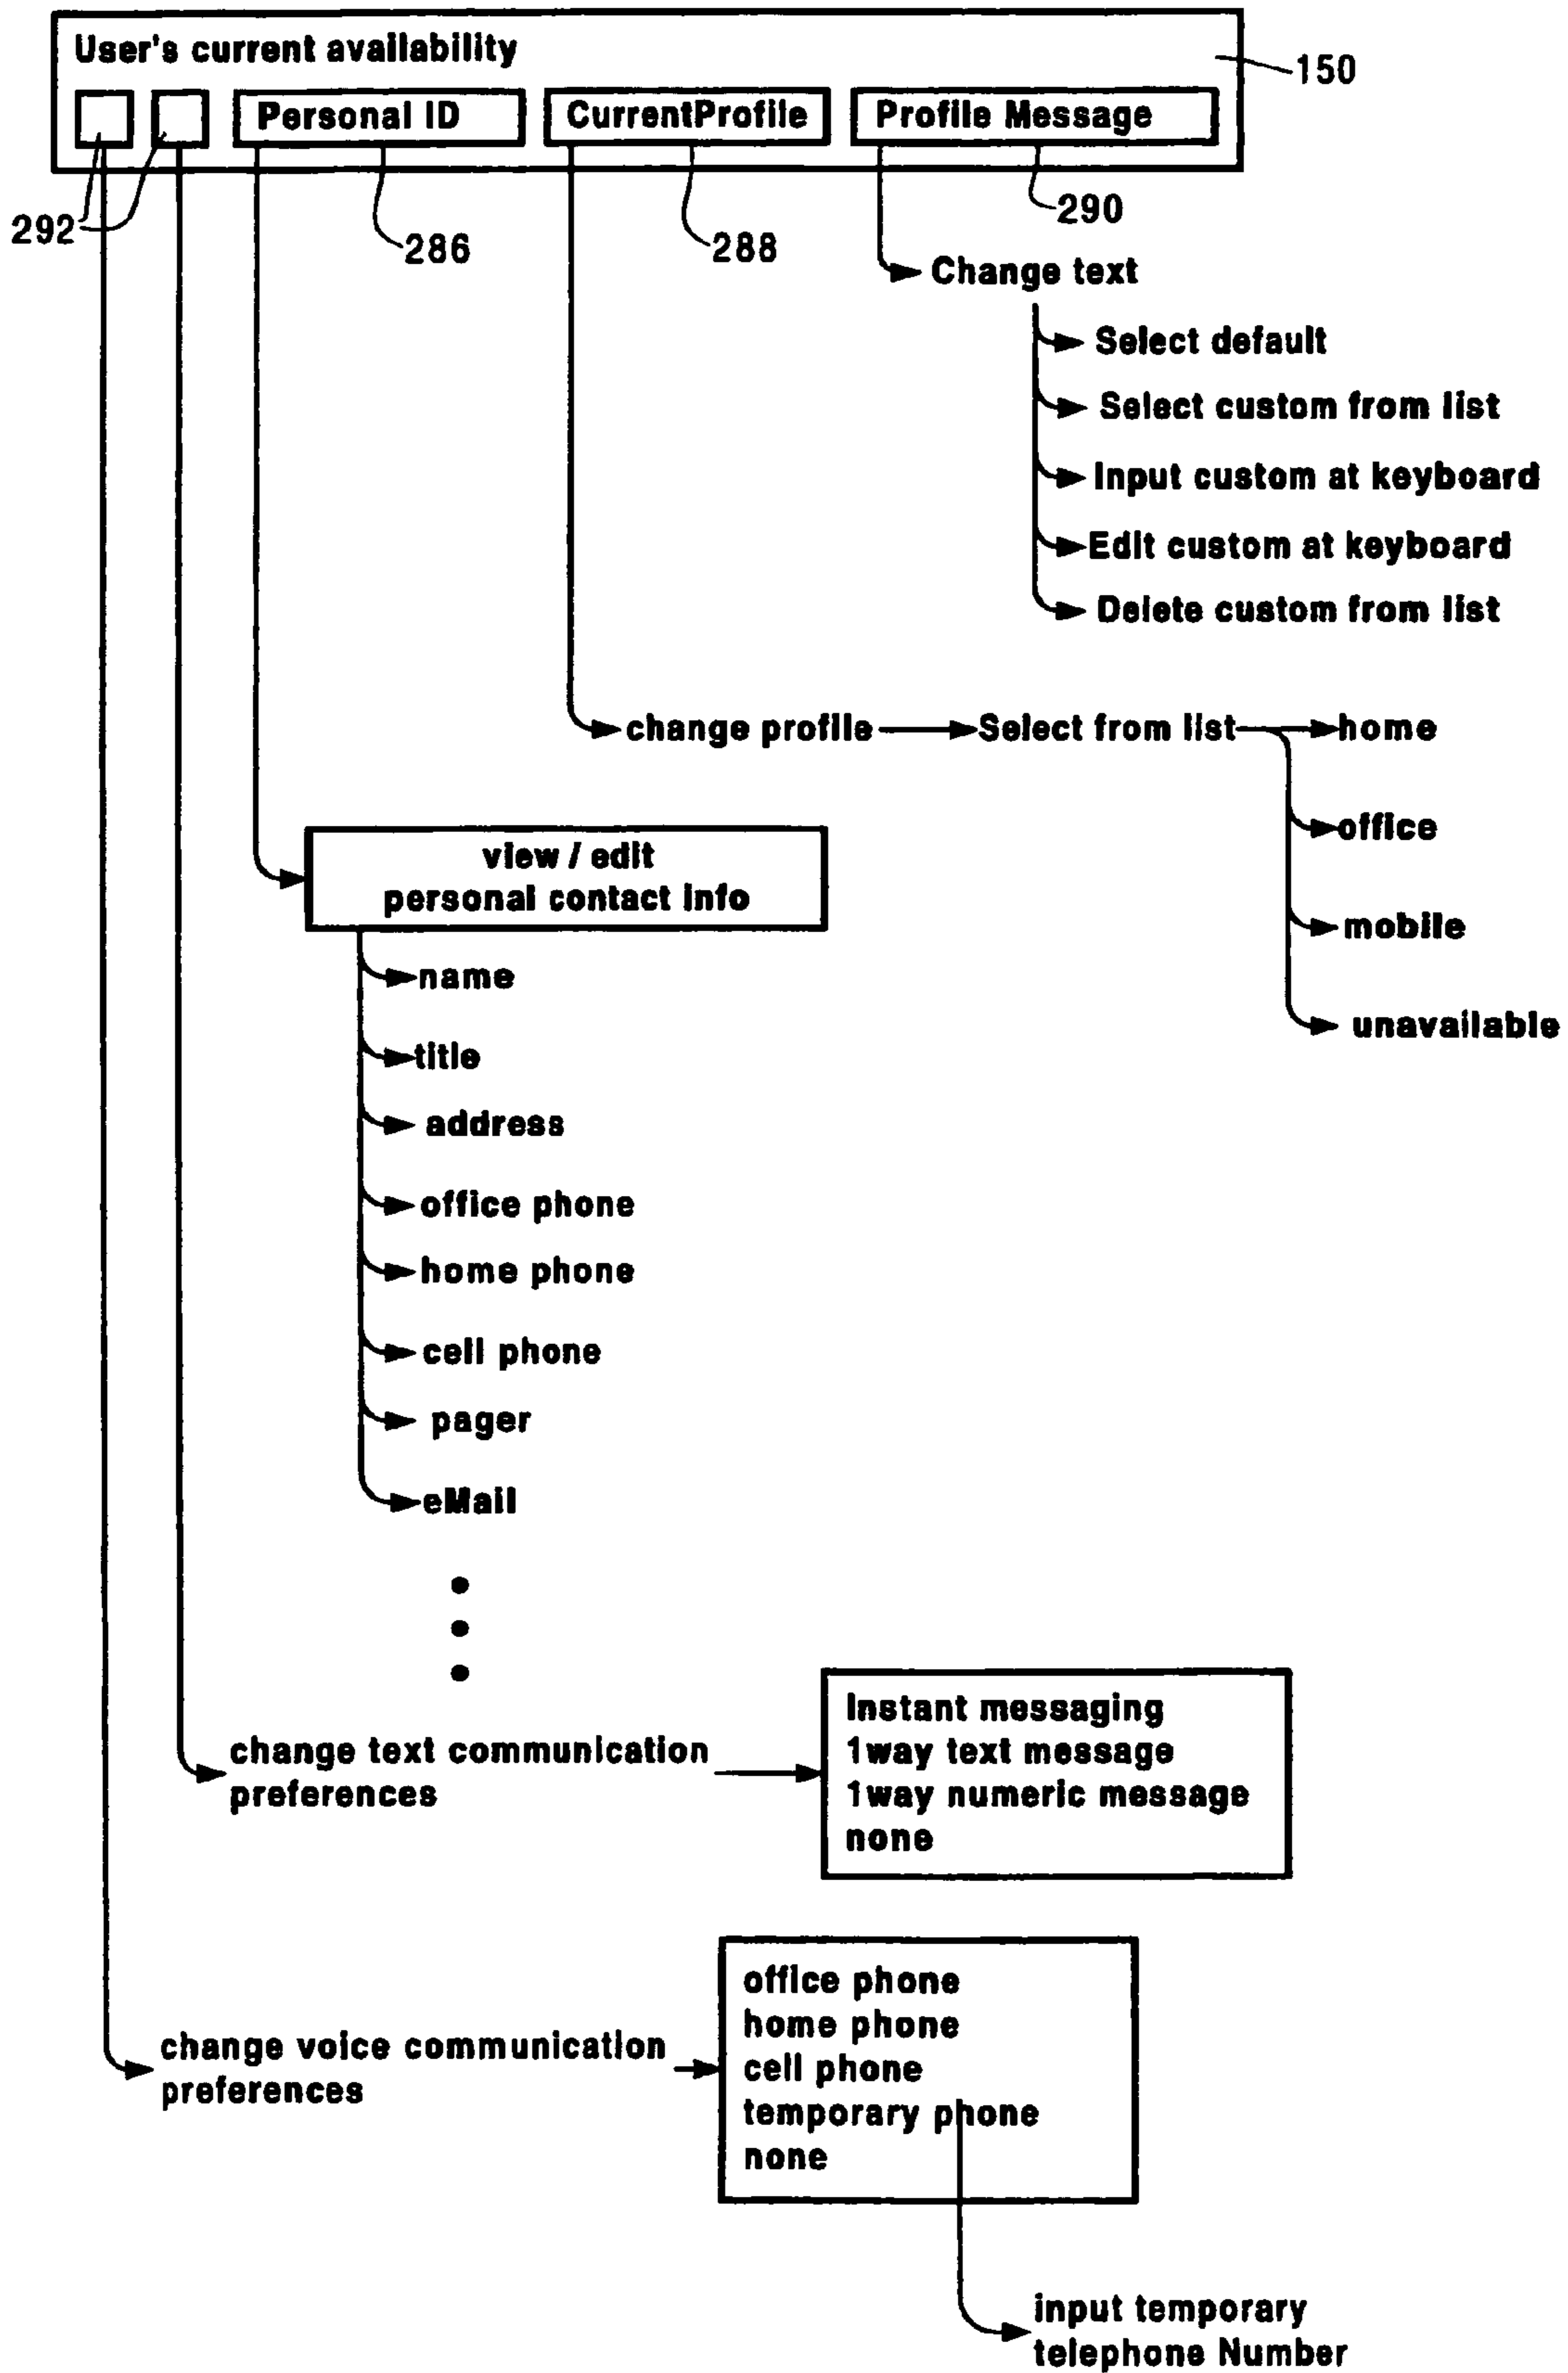 User's current availability
150
Personal ID
CurrentProfile
Profile Message
292
286
288
290
Change text
Select default
Select custom from list
Input custom at keyboard
Edit custom at keyboard
Delete custom from list
change profile
Select from list
home
office
mobile
unavailable
view / edit
personal contact info
name
title
address
office phone
home phone
cell phone
pager
eMail
change text communication
preferences
Instant messaging
1way text message
1way numeric message
none
change voice communication
preferences
office phone
home phone
cell phone
temporary phone
none
input temporary
telephone Number